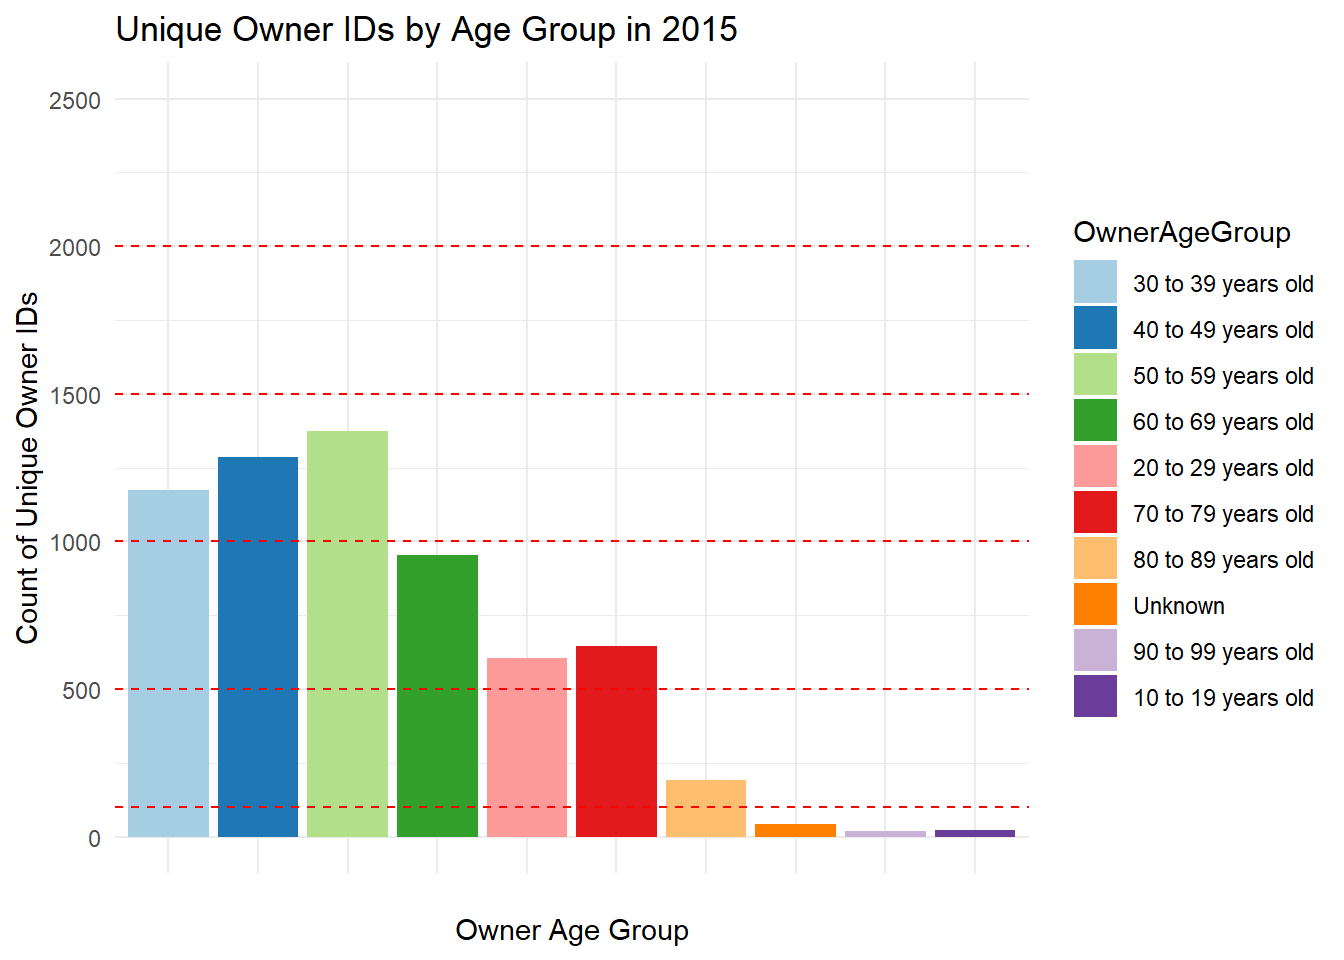 Unique Owner IDs by Age Group in 2015
Count of Unique Owner IDs
2500
2000
1500
1000
500
0
Owner Age Group
OwnerAgeGroup
30 to 39 years old
40 to 49 years old
50 to 59 years old
60 to 69 years old
20 to 29 years old
70 to 79 years old
80 to 89 years old
Unknown
90 to 99 years old
10 to 19 years old